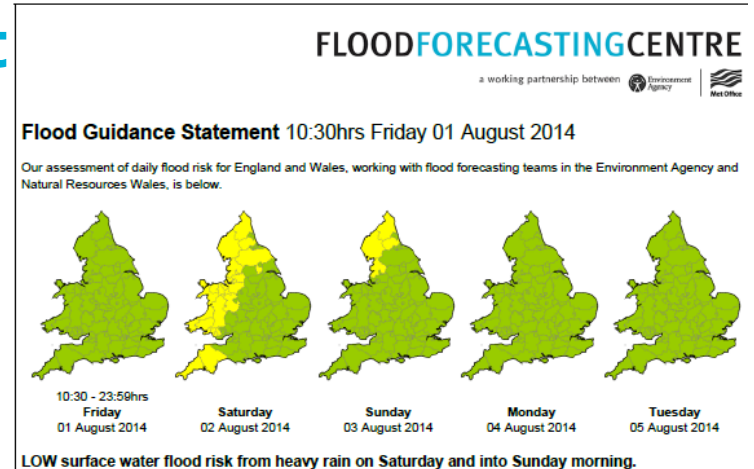 FLOODFORECASTINGCENTRE
a working partnership between Environment Agency Met Office
Flood Guidance Statement 10:30hrs Friday 01 August 2014
Our assessment of daily flood risk for England and Wales, working with flood forecasting teams in the Environment Agency and
Natural Resources Wales, is below.
10:30 - 23:59hrs
Friday Saturday Sunday Monday Tuesday
01 August 2014 02 August 2014 03 August 2014 04 August 2014 05 August 2014
LOW surface water flood risk from heavy rain on Saturday and into Sunday morning.